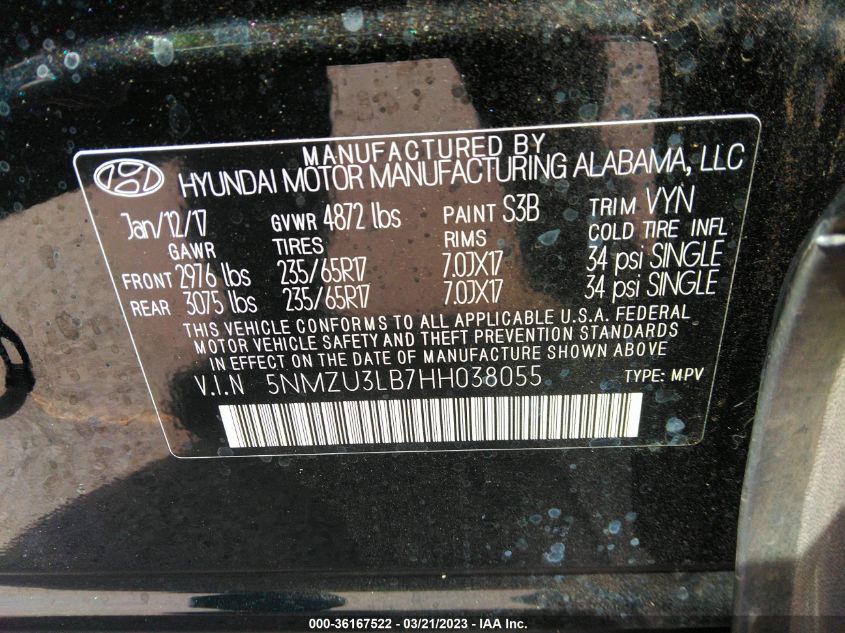 MANUFACTURED BY
HYUNDAI MOTOR MANUFACTURING ALABAMA, LLC
Jan/12/17 GVWR 4872 lbs PAINT S3B TRIM VYN
GAWR TIRES RIMS COLD TIRE INFL
FRONT 2976 lbs 235/65R17 7.0JX17 34 psi SINGLE
REAR 3075 lbs 235/65R17 7.0JX17 34 psi SINGLE
THIS VEHICLE CONFORMS TO ALL APPLICABLE U.S.A. FEDERAL
MOTOR VEHICLE SAFETY AND THEFT PREVENTION STANDARDS
IN EFFECT ON THE DATE OF MANUFACTURE SHOWN ABOVE
V.I.N 5NMZU3LB7HH038055 TYPE: MPV
000-36167522 - 03/21/2023 - IAA Inc.